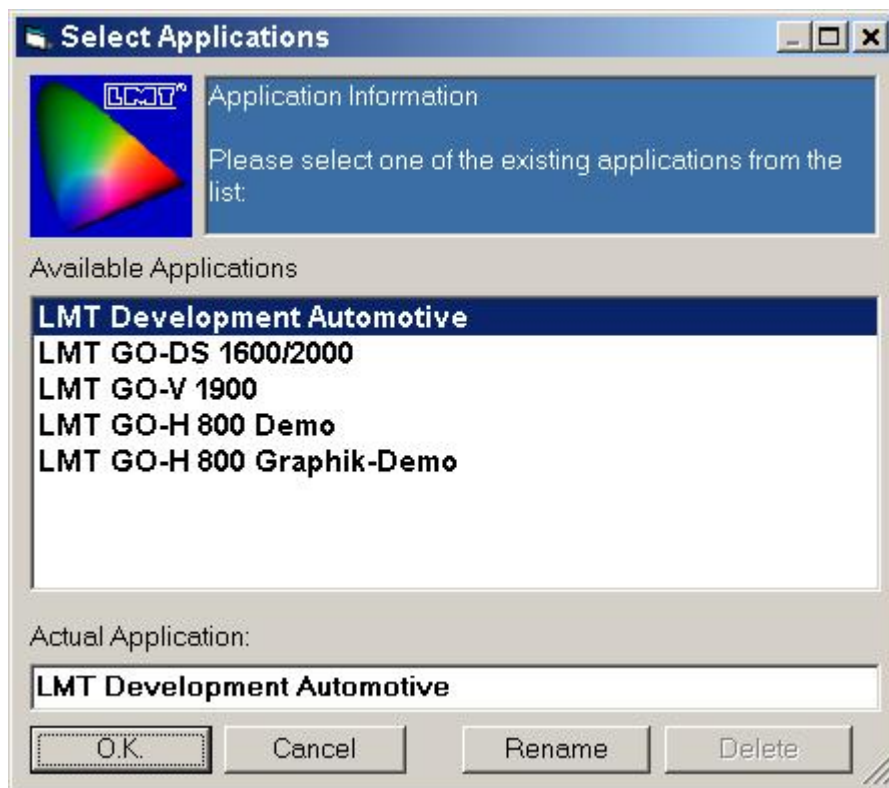 Select Applications
LMT
Application Information
Please select one of the existing applications from the
list:
Available Applications
LMT Development Automotive
LMT GO-DS 1600/2000
LMT GO-V 1900
LMT GO-H 800 Demo
LMT GO-H 800 Graphik-Demo
Actual Application:
LMT Development Automotive
O.K.
Cancel
Rename
Delete